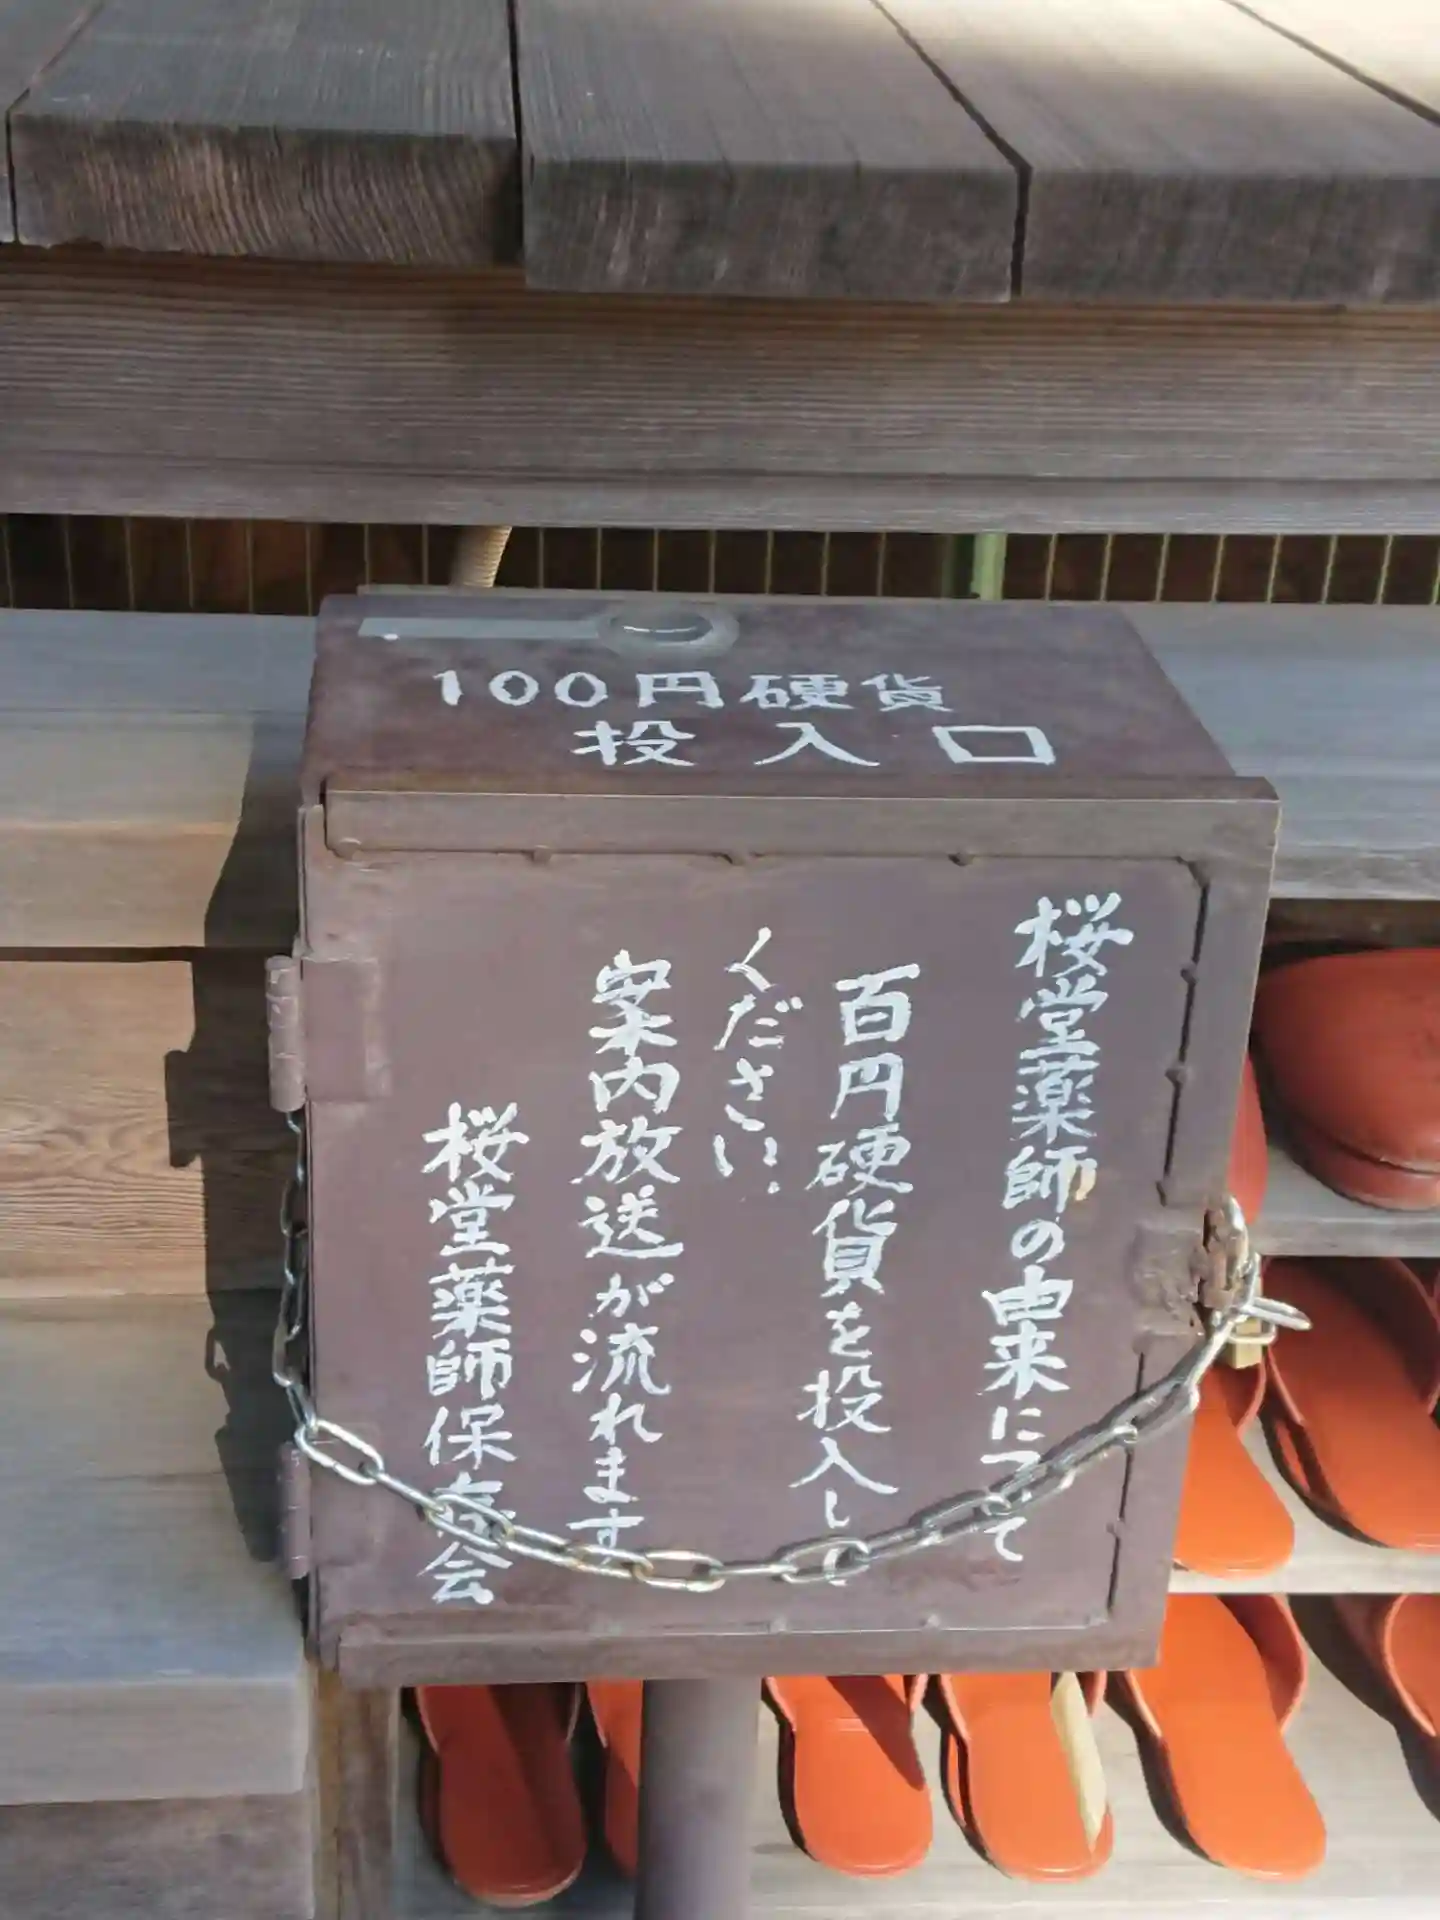 100円硬貨
投入口
桜堂薬師の由来について
百円硬貨を投入して
ください。
案内放送が流れます。
桜堂薬師保存会